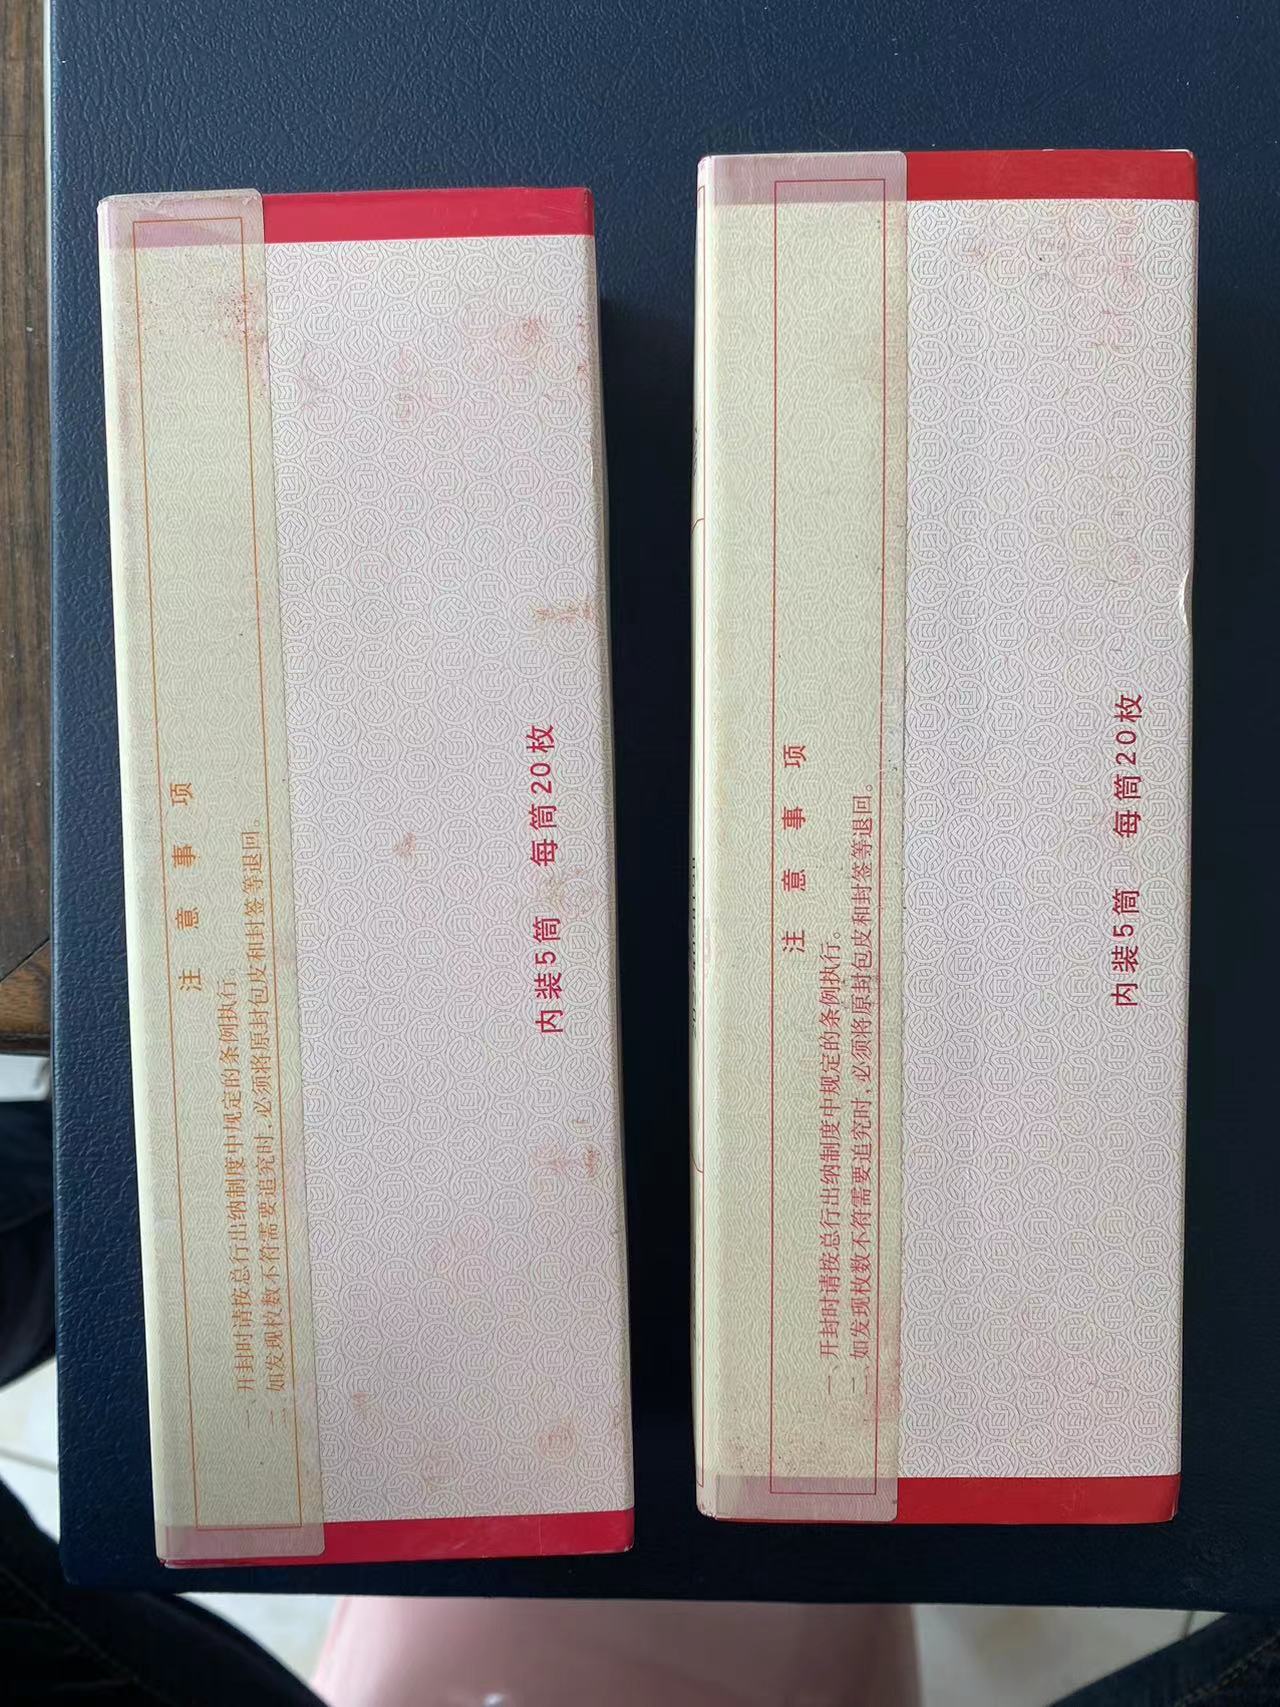 注意事项
一、开封时请按总行出纳制度中规定的条例执行。
二、如发现枚数不符需要追究时,必须将原封包皮和封签等退回。
内装5筒 每筒20枚
注意事项
一、开封时请按总行出纳制度中规定的条例执行。
二、如发现枚数不符需要追究时,必须将原封包皮和封签等退回。
内装5筒 每筒20枚